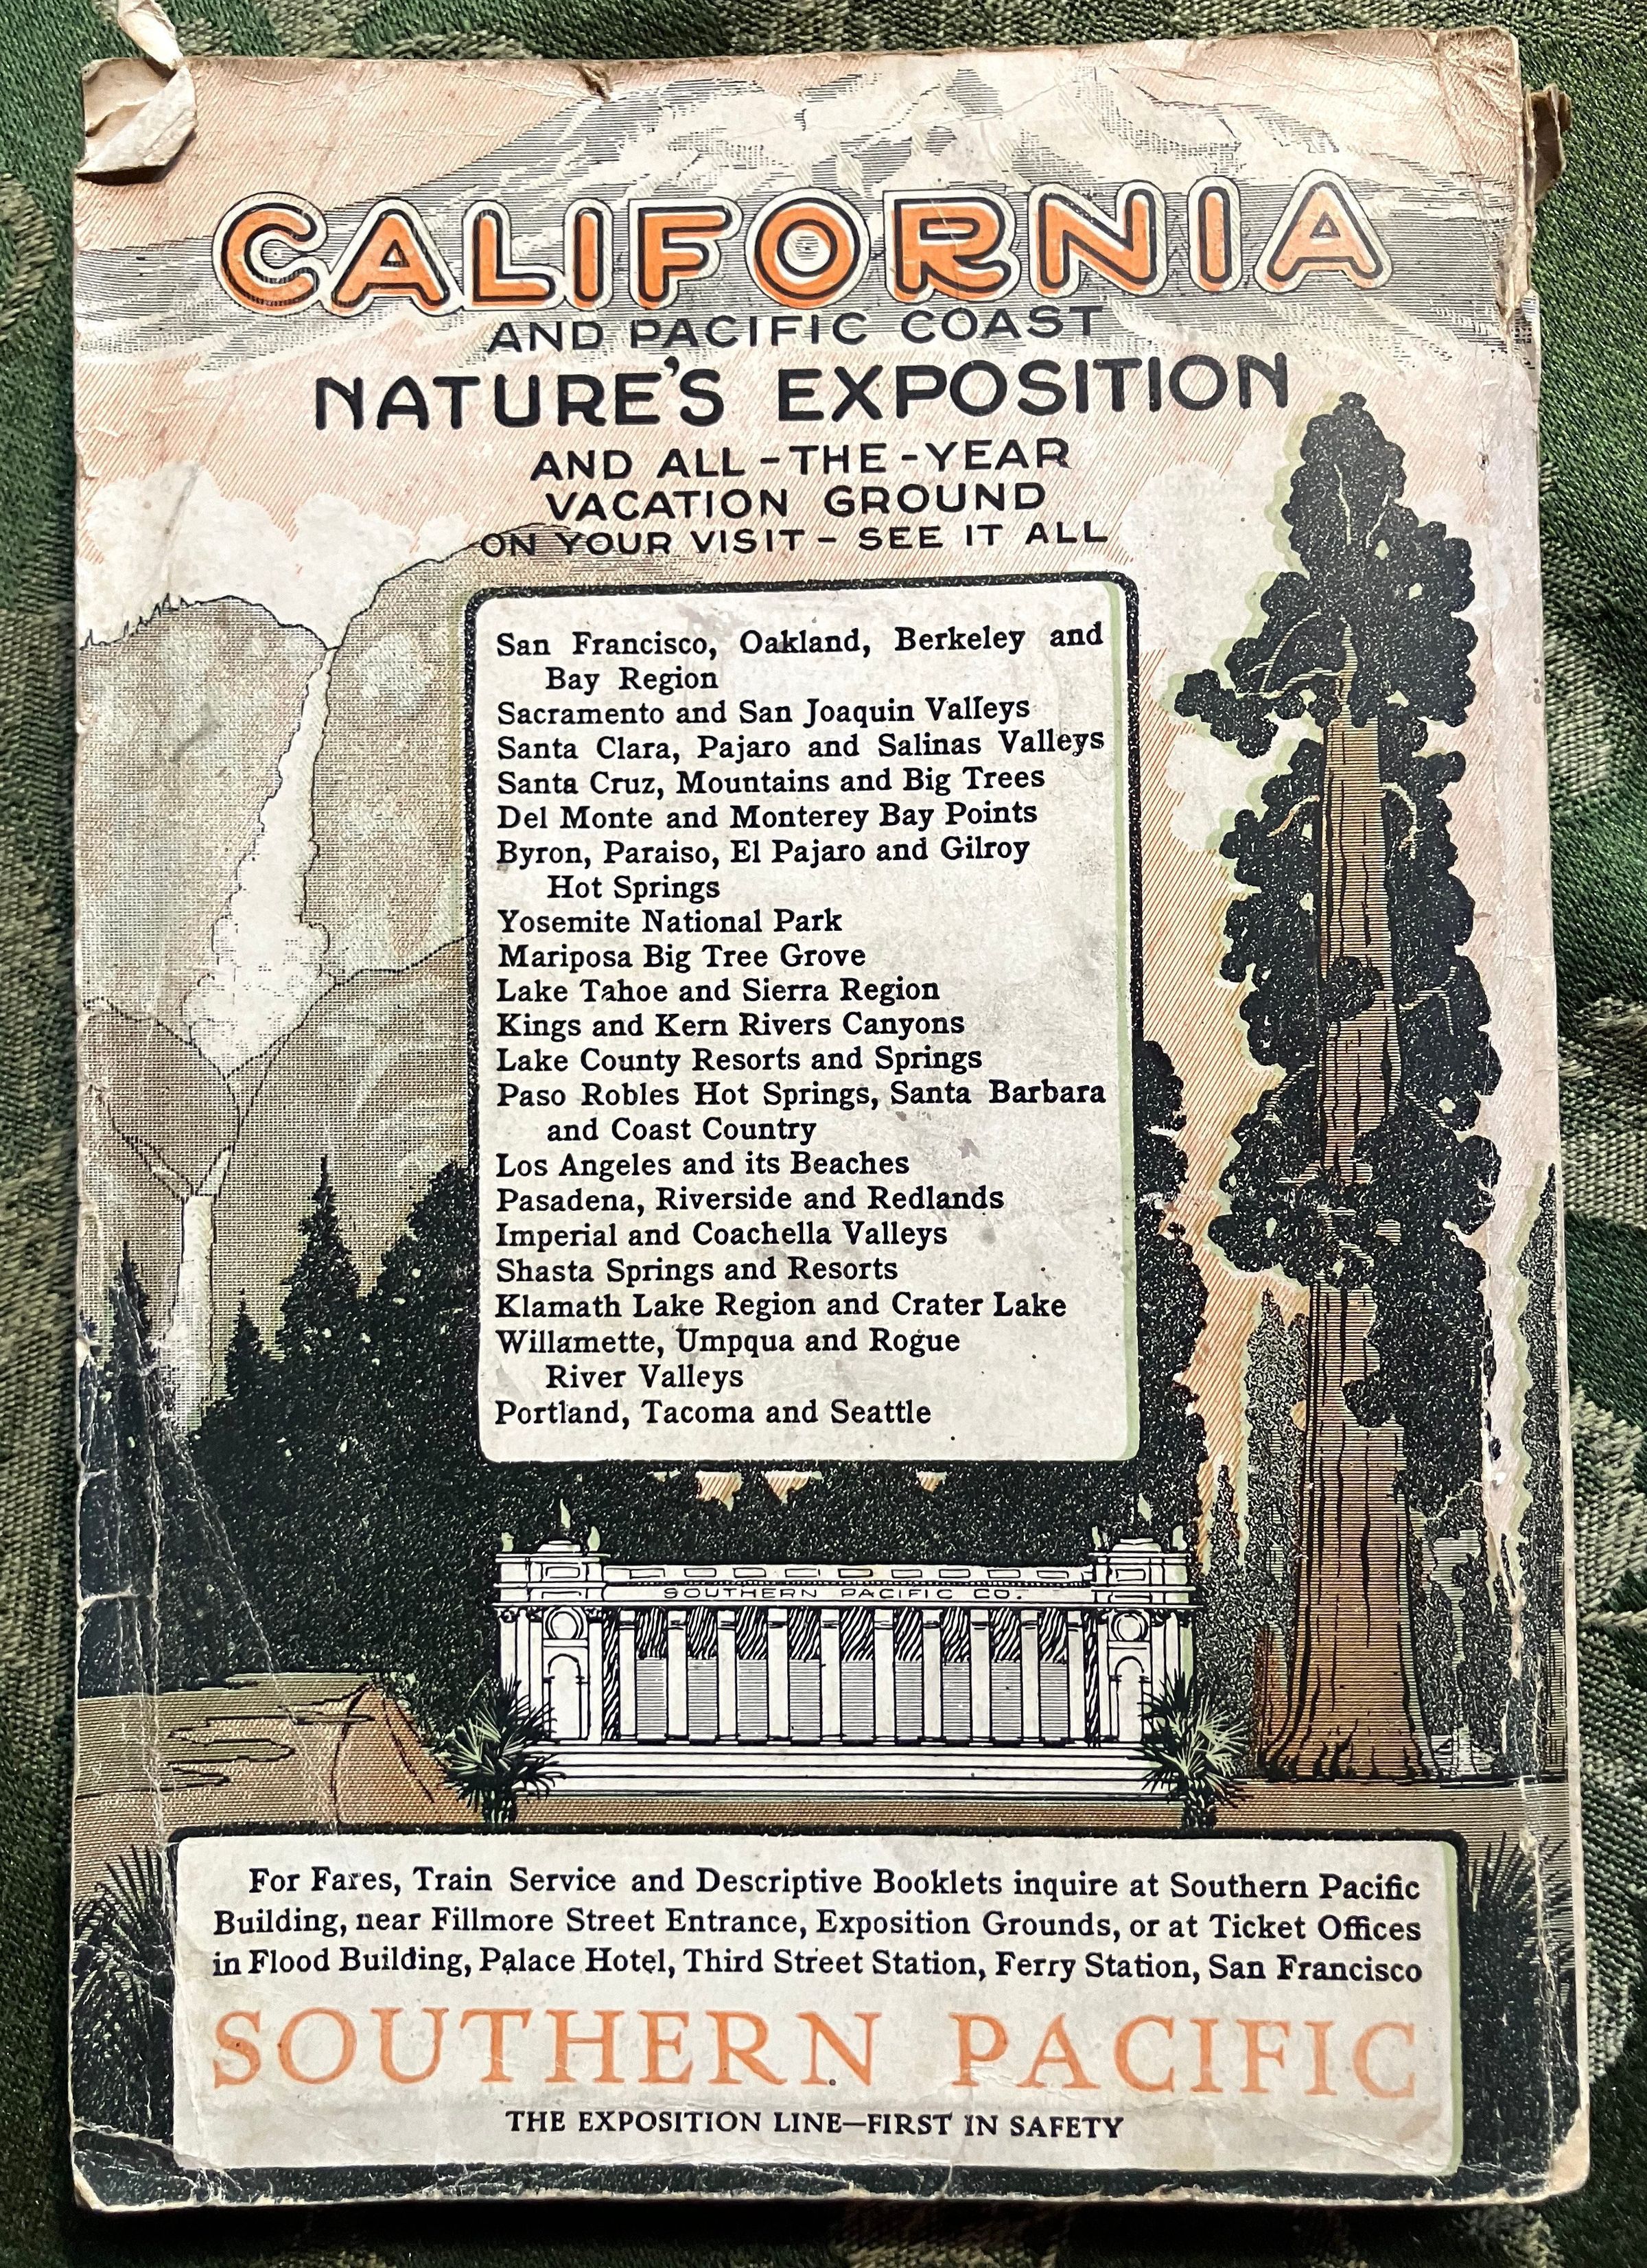 CALIFORNIA
AND PACIFIC COAST
NATURE'S EXPOSITION
AND ALL-THE-YEAR
VACATION GROUND
ON YOUR VISIT - SEE IT ALL
San Francisco, Oakland, Berkeley and
Bay Region
Sacramento and San Joaquin Valleys
Santa Clara, Pajaro and Salinas Valleys
Santa Cruz, Mountains and Big Trees
Del Monte and Monterey Bay Points
Byron, Paraiso, El Pajaro and Gilroy
Hot Springs
Yosemite National Park
Mariposa Big Tree Grove
Lake Tahoe and Sierra Region
Kings and Kern Rivers Canyons
Lake County Resorts and Springs
Paso Robles Hot Springs, Santa Barbara
and Coast Country
Los Angeles and its Beaches
Pasadena, Riverside and Redlands
Imperial and Coachella Valleys
Shasta Springs and Resorts
Klamath Lake Region and Crater Lake
Willamette, Umpqua and Rogue
River Valleys
Portland, Tacoma and Seattle
SOUTHERN PACIFIC CO.
For Fares, Train Service and Descriptive Booklets inquire at Southern Pacific
Building, near Fillmore Street Entrance, Exposition Grounds, or at Ticket Offices
in Flood Building, Palace Hotel, Third Street Station, Ferry Station, San Francisco
SOUTHERN PACIFIC
THE EXPOSITION LINE—FIRST IN SAFETY